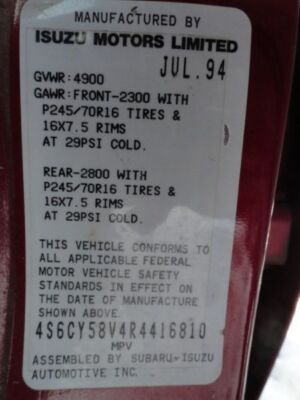 MANUFACTURED BY
ISUZU MOTORS LIMITED
JUL. 94
GVWR: 4900
GAWR: FRONT-2300 WITH
P245/70R16 TIRES &
16X7.5 RIMS
AT 29PSI COLD.
REAR-2800 WITH
P245/70R16 TIRES &
16X7.5 RIMS
AT 29PSI COLD.
THIS VEHICLE CONFORMS TO
ALL APPLICABLE FEDERAL
MOTOR VEHICLE SAFETY
STANDARDS IN EFFECT ON
THE DATE OF MANUFACTURE
SHOWN ABOVE.
4S6CY58V4R4416810
MPV
ASSEMBLED BY SUBARU-ISUZU
AUTOMOTIVE INC.